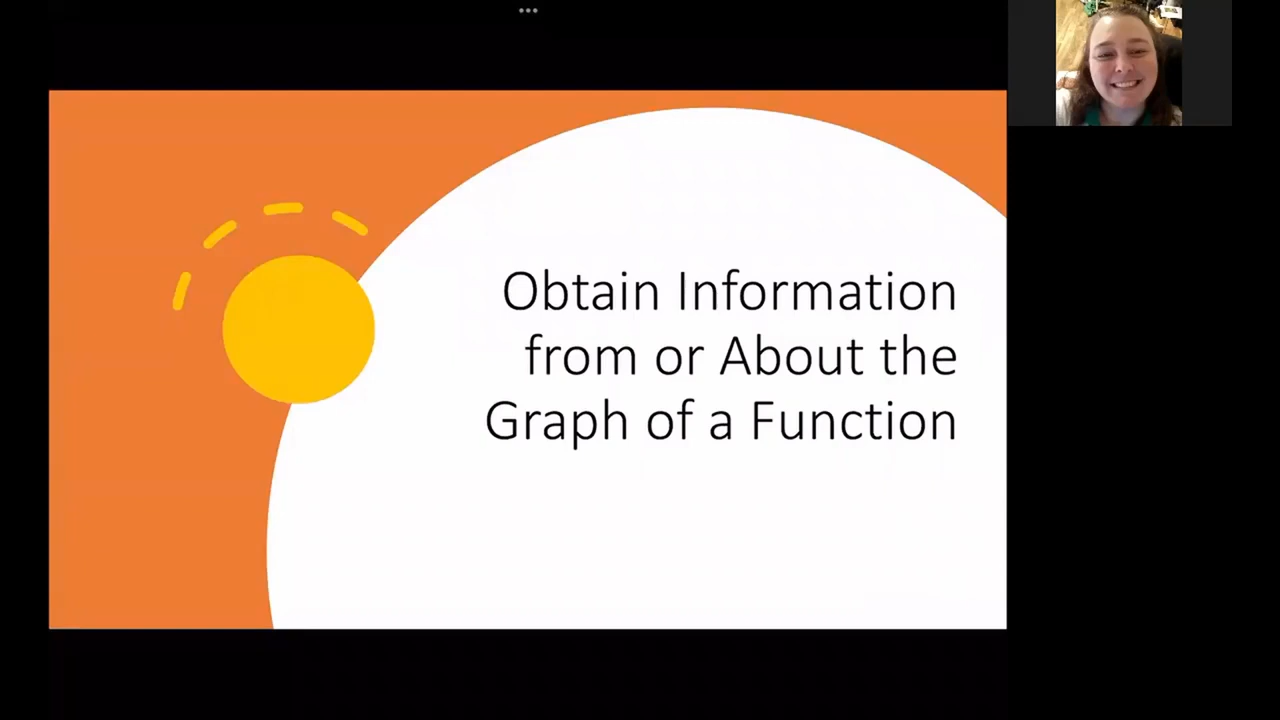 Obtain Information
from or About the
Graph of a Function